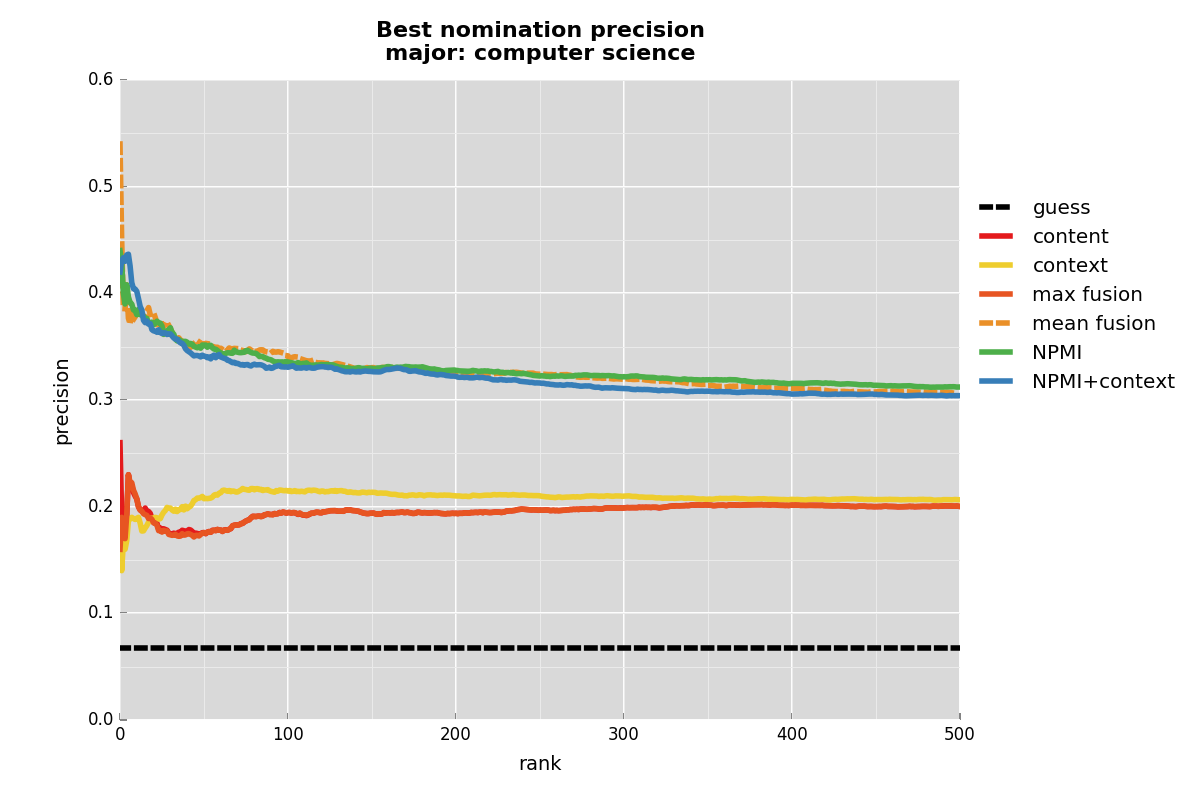 Best nomination precision
major: computer science
0.6
0.5
0.4
0.3
0.2
0.1
0.0
precision
0
100
200
300
400
500
rank
guess
content
context
max fusion
mean fusion
NPMI
NPMI+context